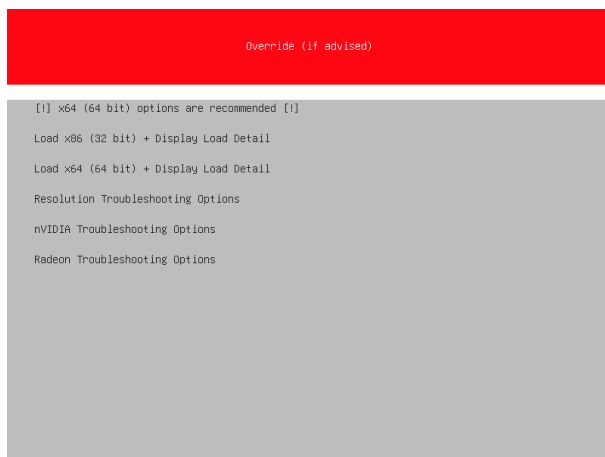 Override (if advised)
[!] x64 (64 bit) options are recommended [!]
Load x86 (32 bit) + Display Load Detail
Load x64 (64 bit) + Display Load Detail
Resolution Troubleshooting Options
nVIDIA Troubleshooting Options
Radeon Troubleshooting Options